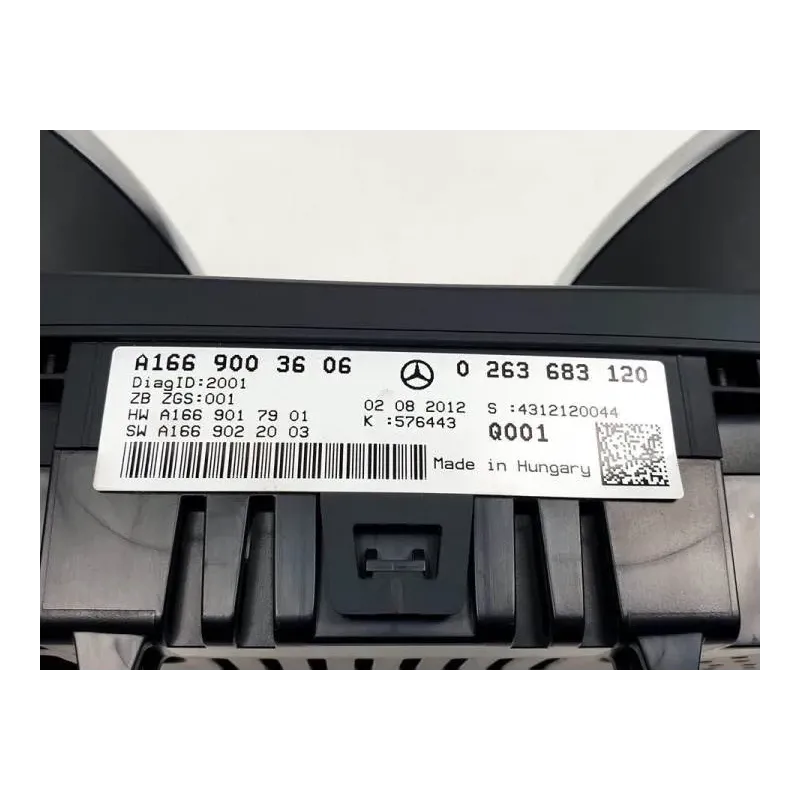 A166 900 36 06 0 263 683 120
DiagID:2001
ZB ZGS:001
HW A166 901 79 01 02 08 2012 S :4312120044
SW A166 902 20 03 K :576443 Q001
Made in Hungary